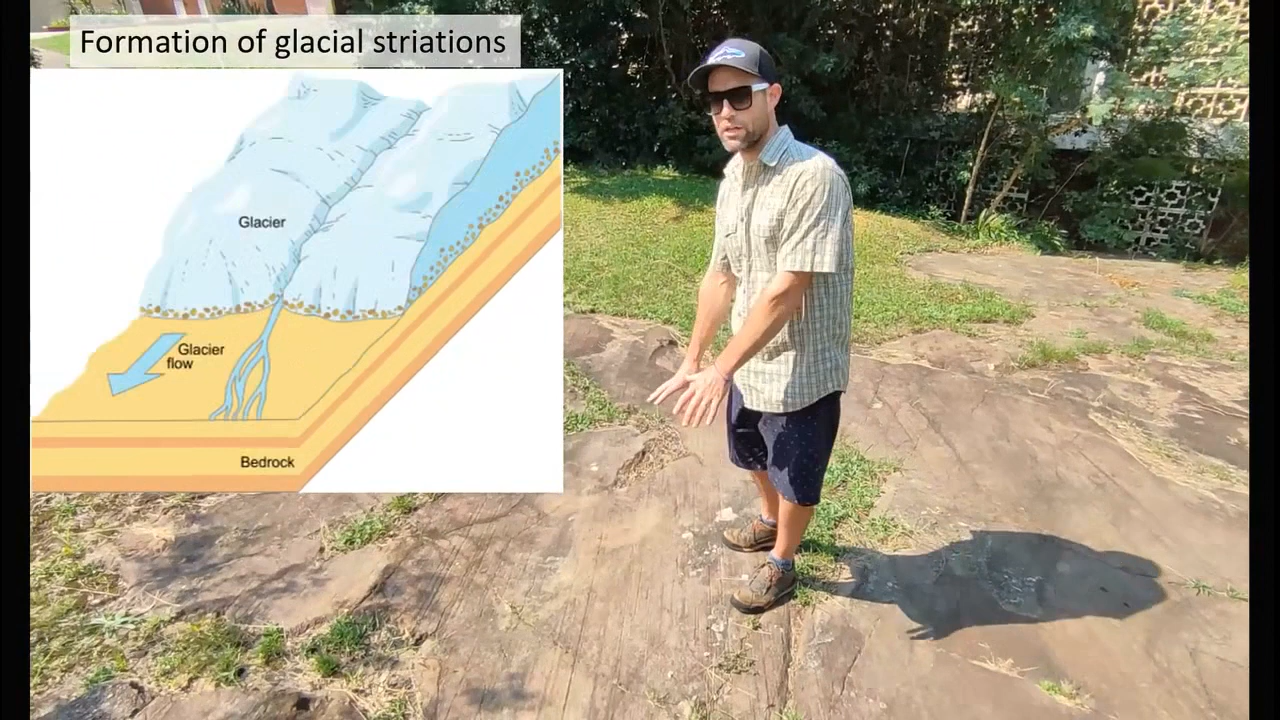 Formation of glacial striations
Glacier
Glacier
flow
Bedrock